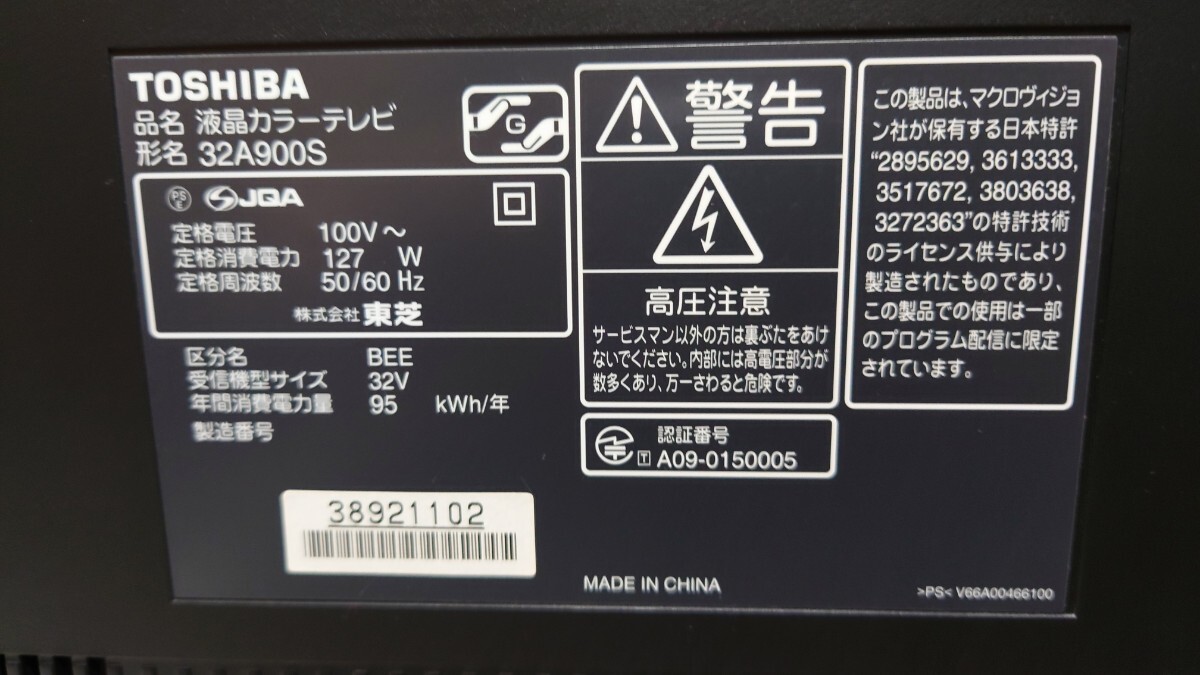 TOSHIBA
品名 液晶カラーテレビ
形名 32A900S
G
PS
E
JQA
定格電圧 100V～
定格消費電力 127 W
定格周波数 50/60 Hz
株式会社 東芝
区分名 BEE
受信機型サイズ 32V
年間消費電力量 95 kWh/年
製造番号
38921102
警告
高圧注意
サービスマン以外の方は裏ぶたをあけ
ないでください。内部には高電圧部分が
数多くあり、万一さわると危険です。
認証番号
T A09-0150005
MADE IN CHINA
この製品は、マクロヴィジョ
ン社が保有する日本特許
“2895629, 3613333,
3517672, 3803638,
3272363”の特許技術
のライセンス供与により
製造されたものであり、
この製品での使用は一部
のプログラム配信に限定
されています。
>PS< V66A00466100